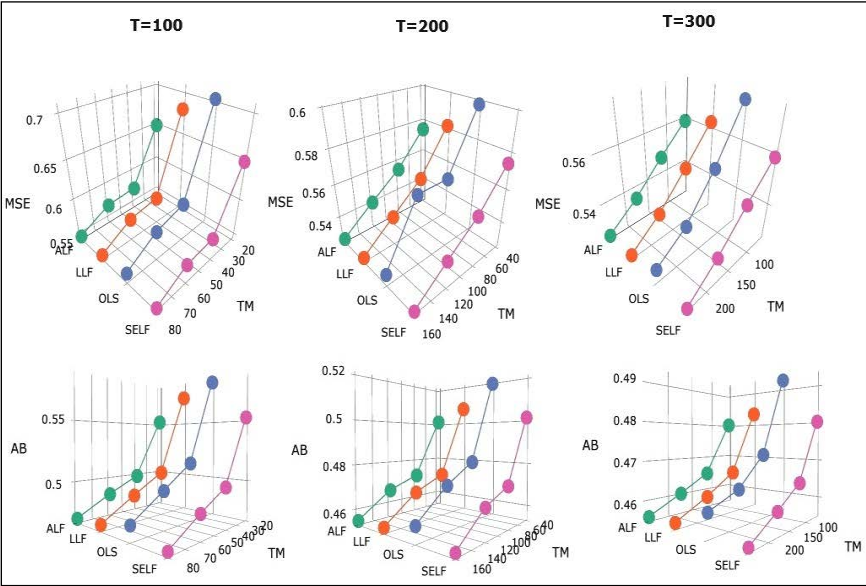 T=100
T=200
T=300
0.7
0.65
0.6
0.55
MSE
ALF
LLF
OLS
SELF
80
70
60
50
40
30
20
TM
0.6
0.58
0.56
0.54
MSE
ALF
LLF
OLS
SELF
160
140
120
100
80
60
40
TM
0.56
0.54
MSE
ALF
LLF
OLS
SELF
200
150
100
TM
0.55
0.5
AB
ALF
LLF
OLS
SELF
80
70
60
50
40
30
20
TM
0.52
0.5
0.48
0.46
AB
ALF
LLF
OLS
SELF
160
140
120
100
80
60
40
TM
0.49
0.48
0.47
0.46
AB
ALF
LLF
OLS
SELF
200
150
100
TM